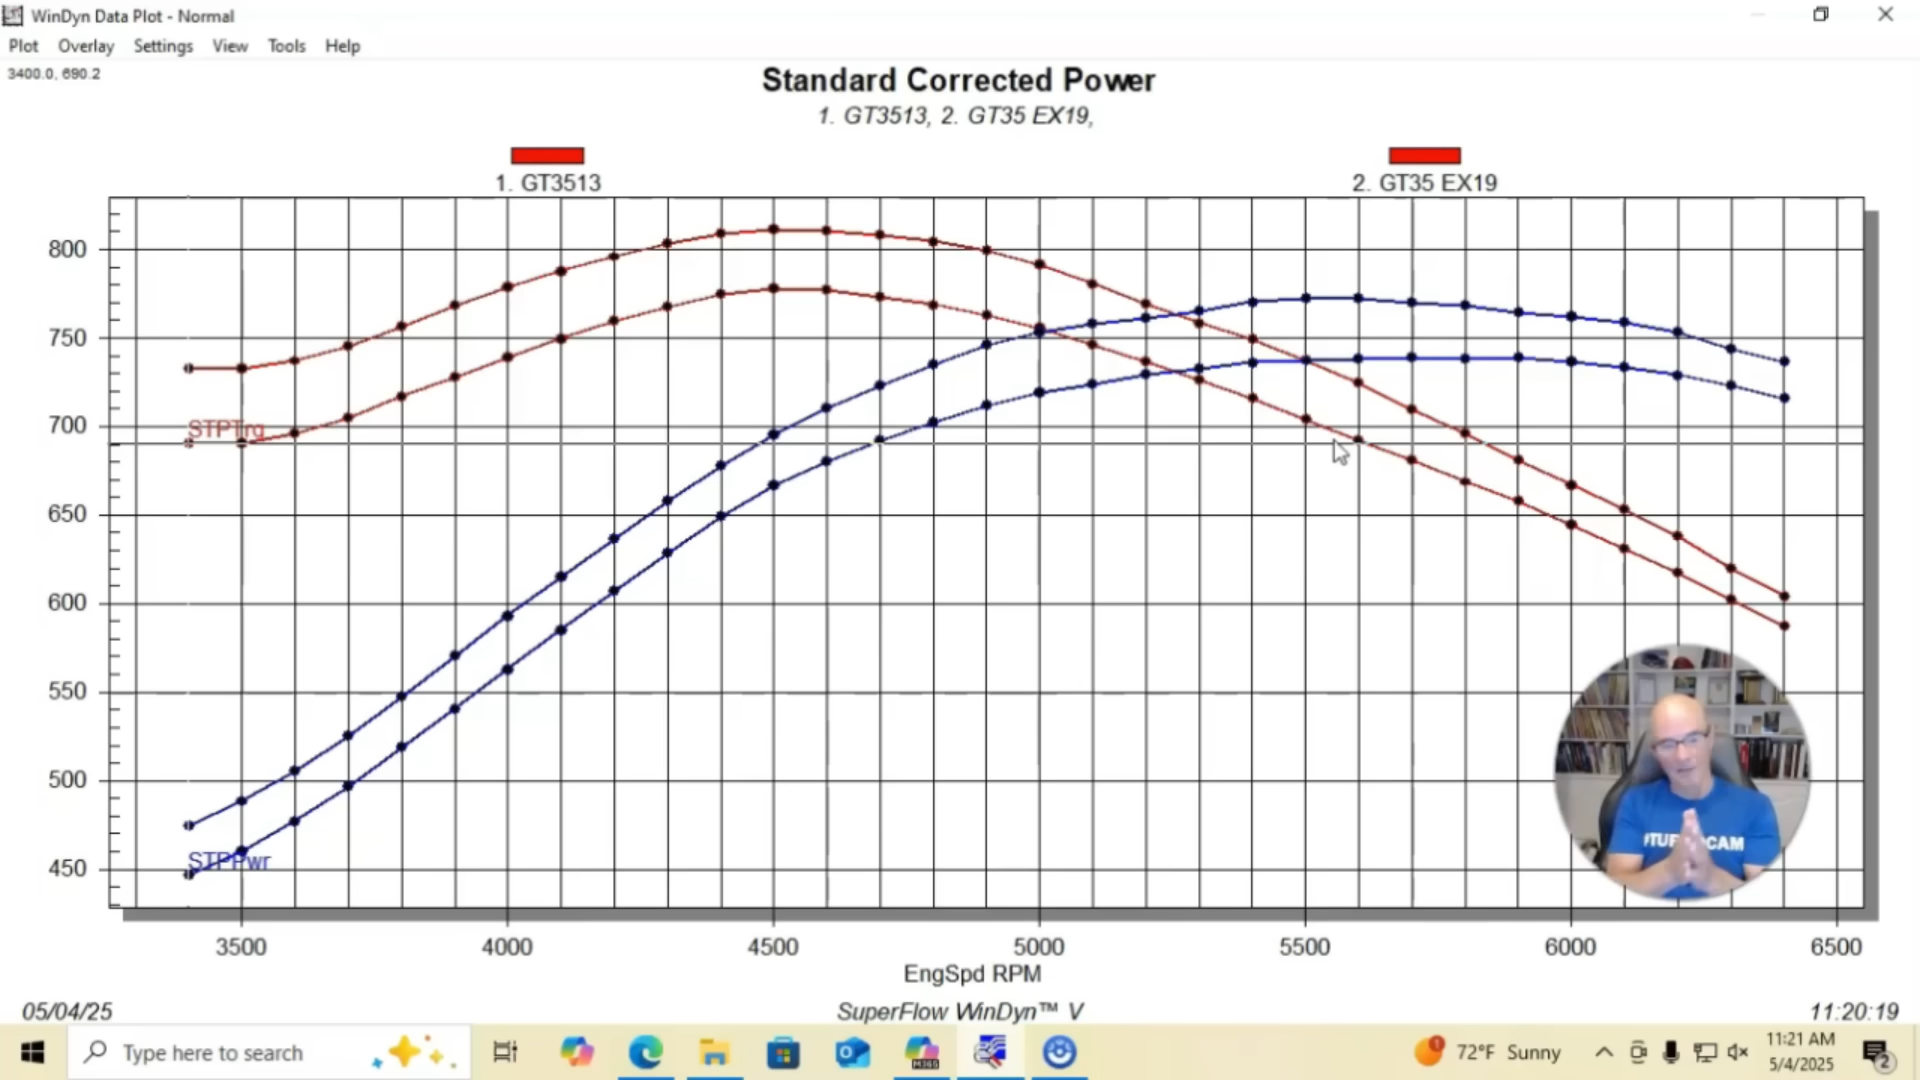 WinDyn Data Plot - Normal
Plot Overlay Settings View Tools Help
3400.0, 690.2
Standard Corrected Power
1. GT3513, 2. GT35 EX19,
1. GT3513
2. GT35 EX19
800
750
700
650
600
550
500
450
STPTrq
STPPwr
3500 4000 4500 5000 5500 6000 6500
EngSpd RPM
05/04/25
SuperFlow WinDyn™ V
11:20:19
Type here to search
M365
72°F Sunny
11:21 AM
5/4/2025
2